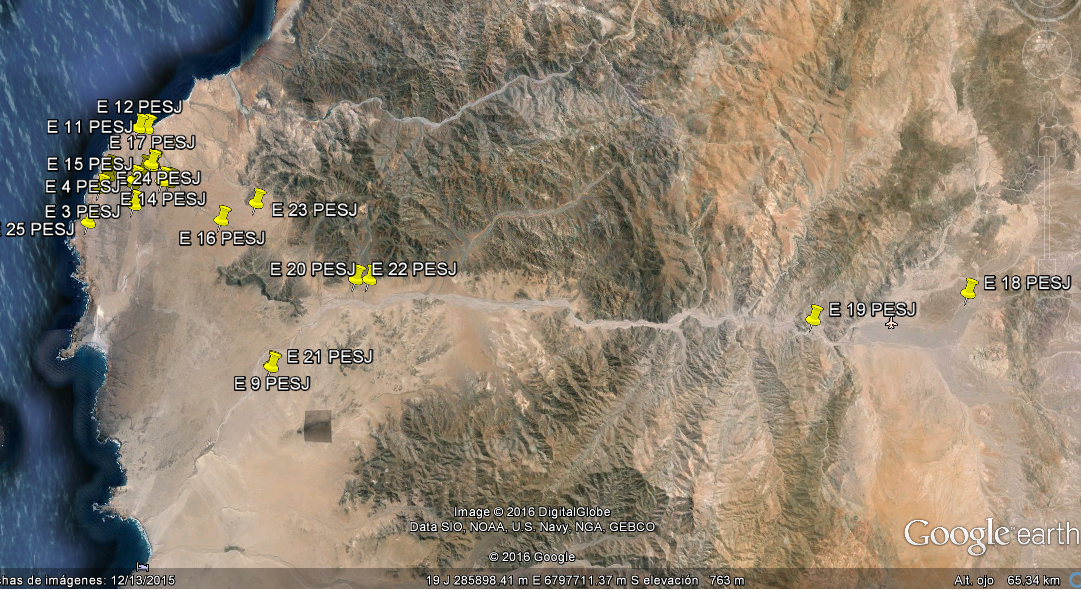 E 12 PESJ
E 11 PESJ
E 17 PESJ
E 15 PESJ
E 24 PESJ
E 4 PESJ
E 14 PESJ
E 3 PESJ
25 PESJ
E 23 PESJ
E 16 PESJ
E 20 PESJ
E 22 PESJ
E 18 PESJ
E 19 PESJ
E 21 PESJ
E 9 PESJ
Image © 2016 DigitalGlobe
Data SIO, NOAA, U.S. Navy, NGA, GEBCO
© 2016 Google
Google earth
has de imágenes: 12/13/2015 19 J 285898.41 m E 6797711.37 m S elevación 763 m Alt. ojo 65.34 km